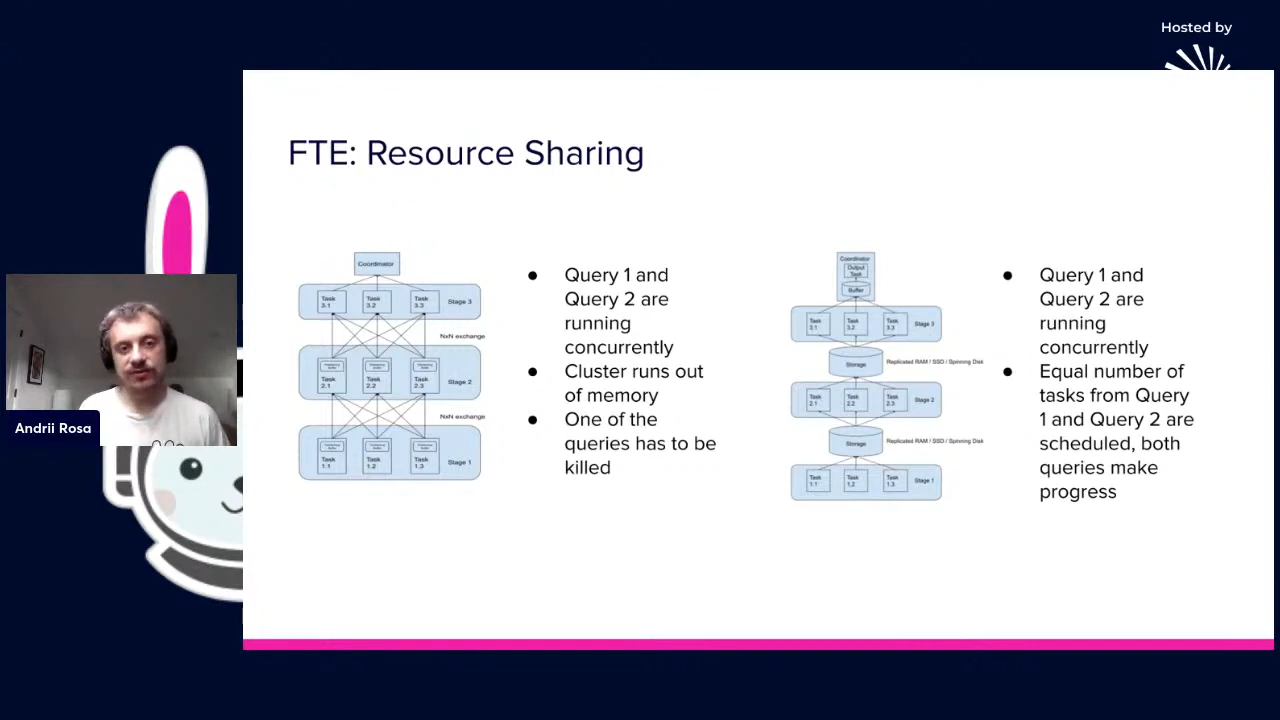 Hosted by
FTE: Resource Sharing
Coordinator
Task 3.1
Task 3.2
Task 3.3
Stage 3
NxN exchange
Task 2.1
Task 2.2
Task 2.3
Stage 2
NxN exchange
Task 1.1
Task 1.2
Task 1.3
Stage 1
● Query 1 and
Query 2 are
running
concurrently
● Cluster runs out
of memory
● One of the
queries has to be
killed
Coordinator
Output
Task
Buffer
Task 3.1
Task 3.2
Task 3.3
Stage 3
Storage
Replicated RAM / SSD / Spinning Disk
Task 2.1
Task 2.2
Task 2.3
Stage 2
Storage
Replicated RAM / SSD / Spinning Disk
Task 1.1
Task 1.2
Task 1.3
Stage 1
● Query 1 and
Query 2 are
running
concurrently
● Equal number of
tasks from Query
1 and Query 2 are
scheduled, both
queries make
progress
Andrii Rosa